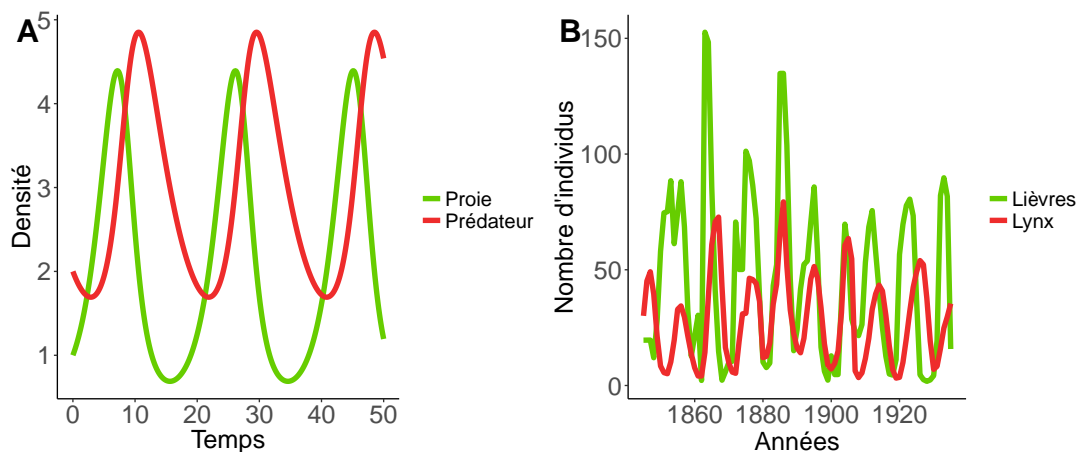 A
Densité
5
4
3
2
1
0 10 20 30 40 50
Temps
Proie
Prédateur
B
Nombre d'individus
150
100
50
0
1860 1880 1900 1920
Années
Lièvres
Lynx